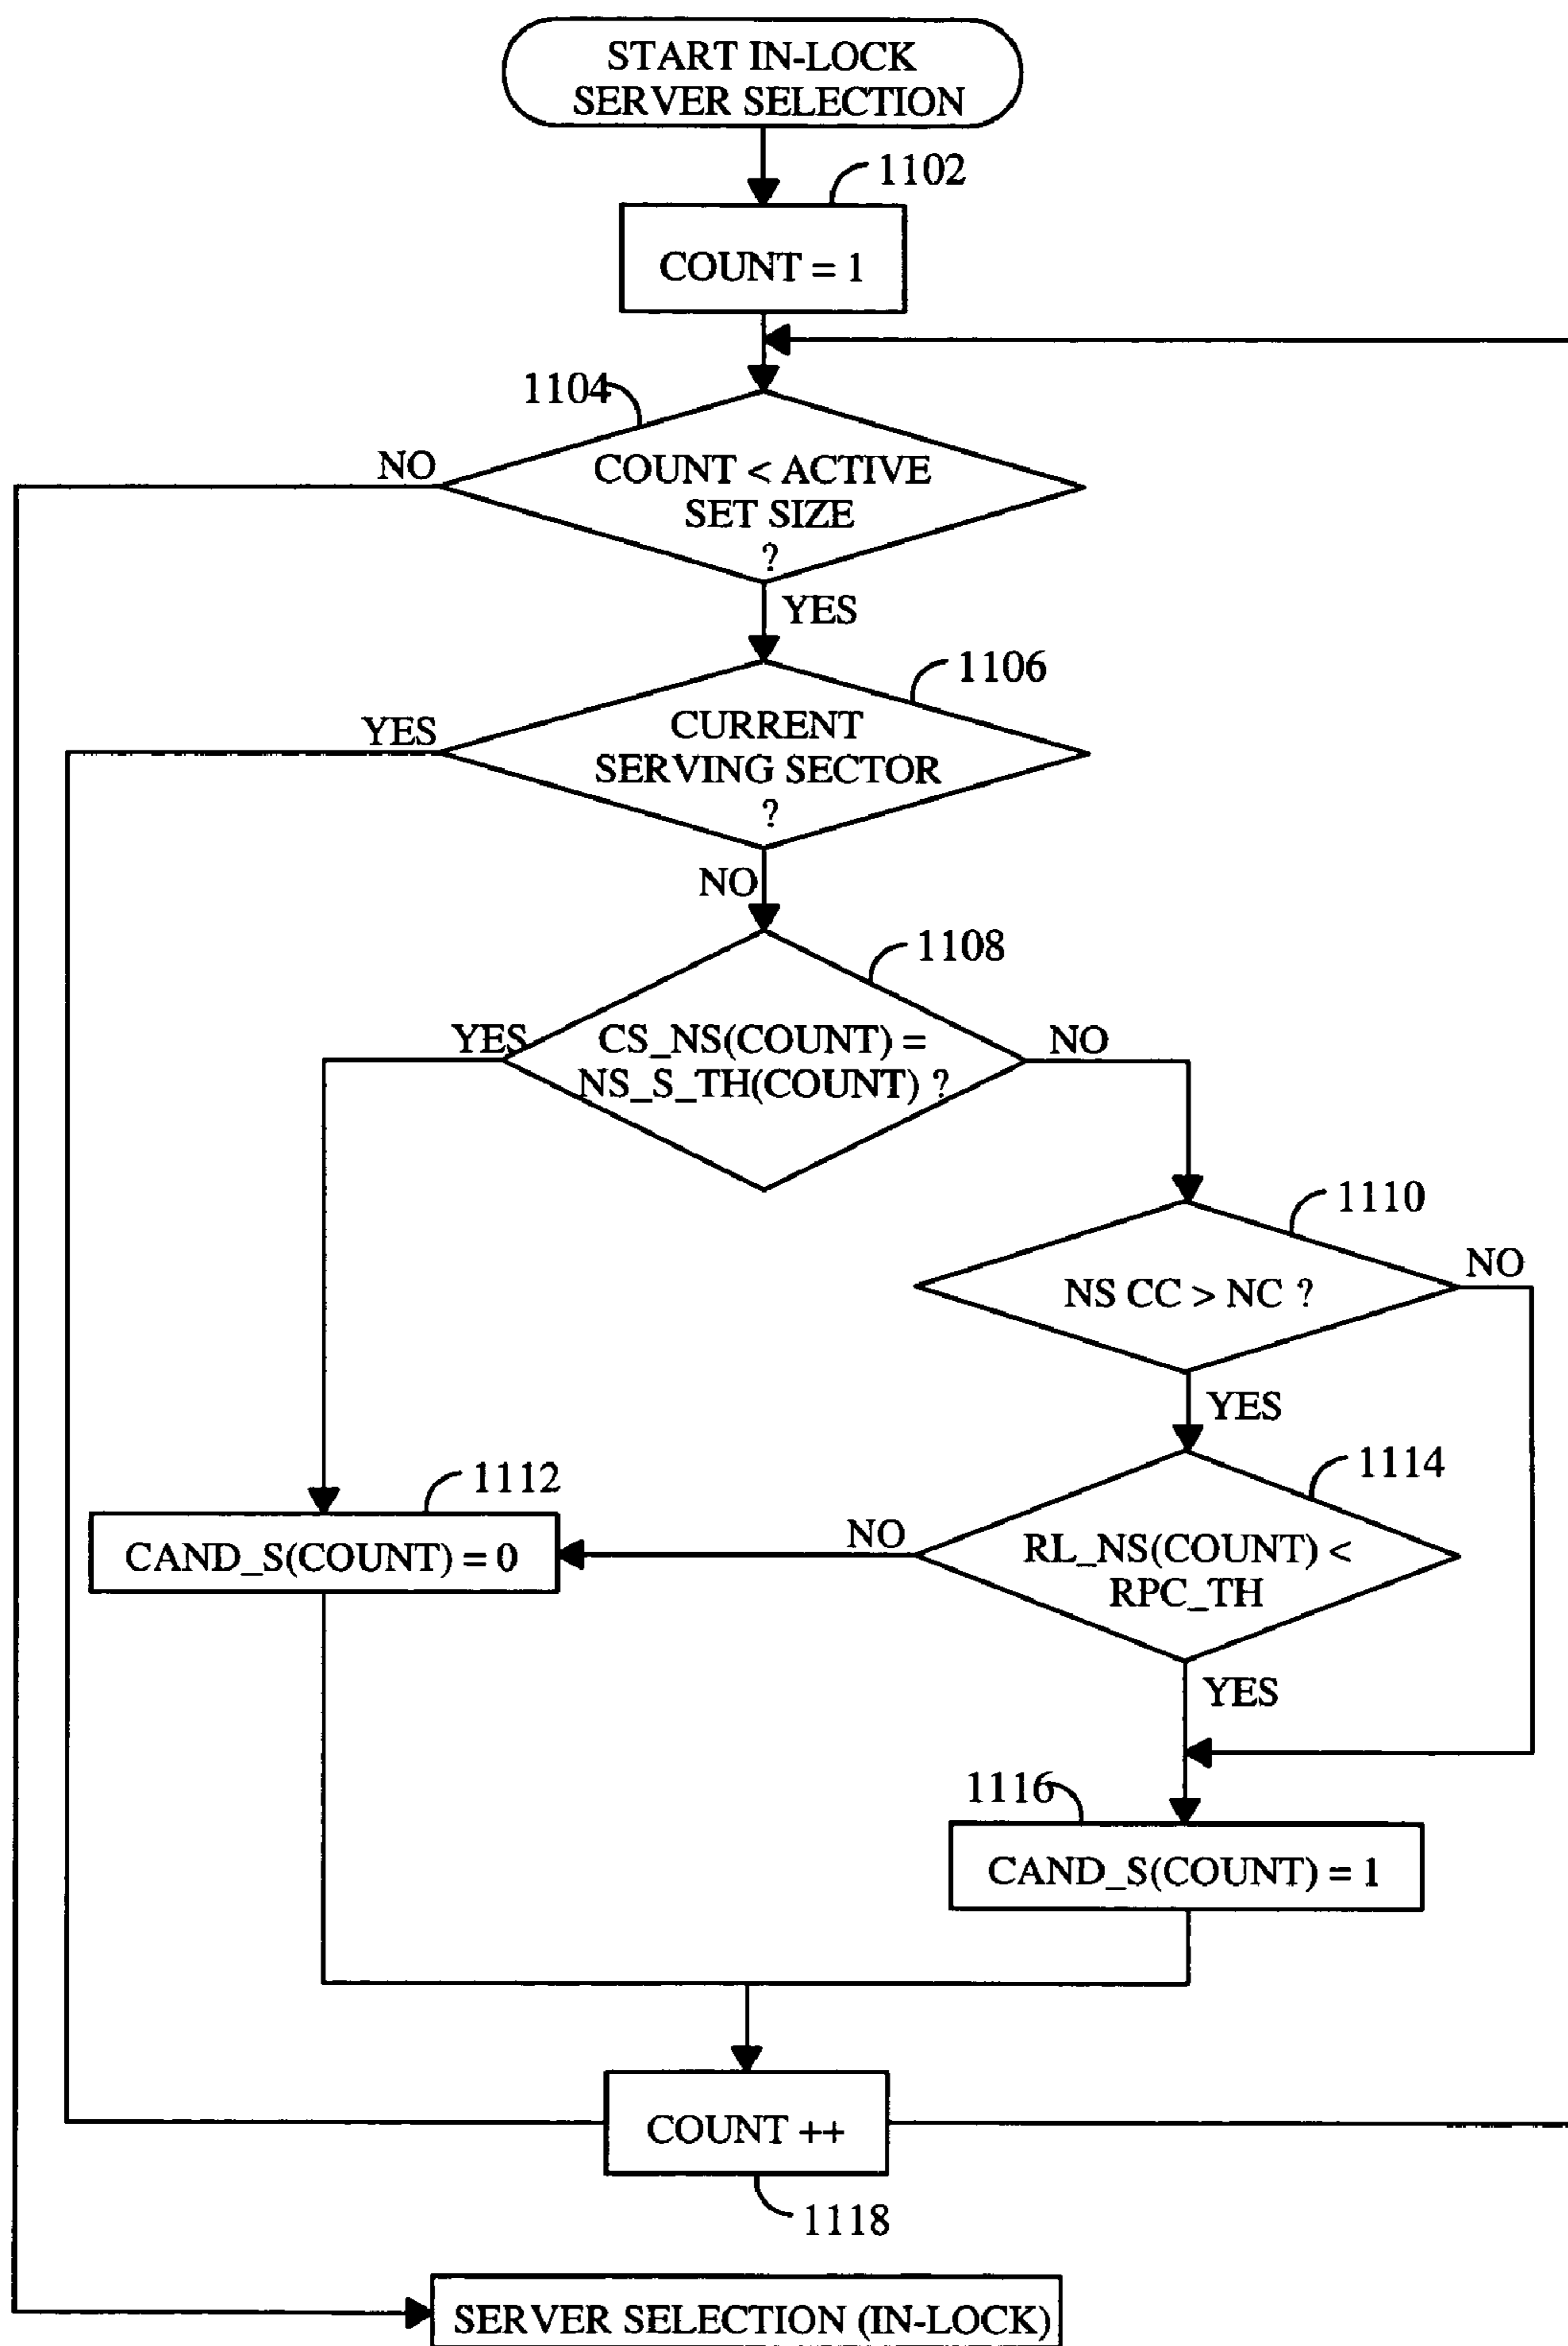 START IN-LOCK
SERVER SELECTION
1102
COUNT = 1
1104
NO
COUNT < ACTIVE
SET SIZE
?
YES
1106
YES
CURRENT
SERVING SECTOR
?
NO
1108
YES
CS_NS(COUNT) =
NS_S_TH(COUNT) ?
NO
1110
NS CC > NC ?
NO
YES
1112
CAND_S(COUNT) = 0
NO
1114
RL_NS(COUNT) <
RPC_TH
YES
1116
CAND_S(COUNT) = 1
COUNT ++
1118
SERVER SELECTION (IN-LOCK)